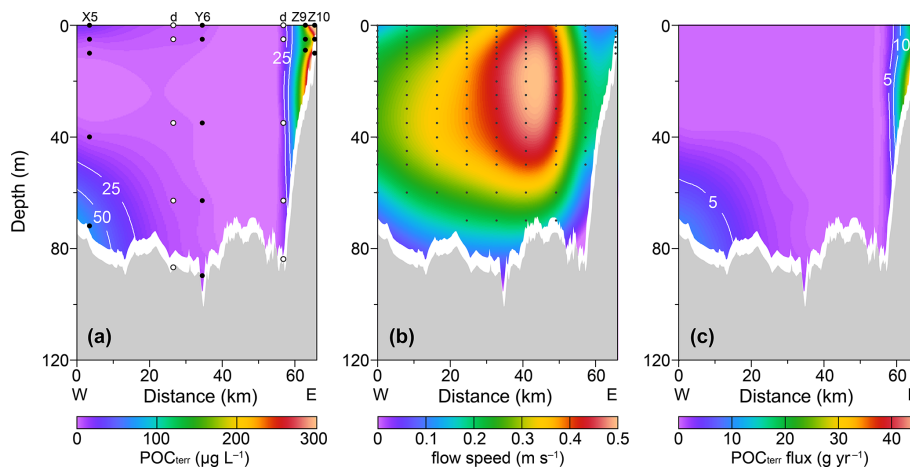 X5 d Y6 d Z9 Z10
0 0 0
25 10
5
40 40 40
Depth (m)
25 5
50
80 80 80
(a) (b) (c)
120 120 120
0 20 40 60 0 20 40 60 0 20 40 60
W Distance (km) E W Distance (km) E W Distance (km)
0 100 200 300 0 0.1 0.2 0.3 0.4 0.5 0 10 20 30 40
POCterr (µg L⁻¹) flow speed (m s⁻¹) POCterr flux (g yr⁻¹)